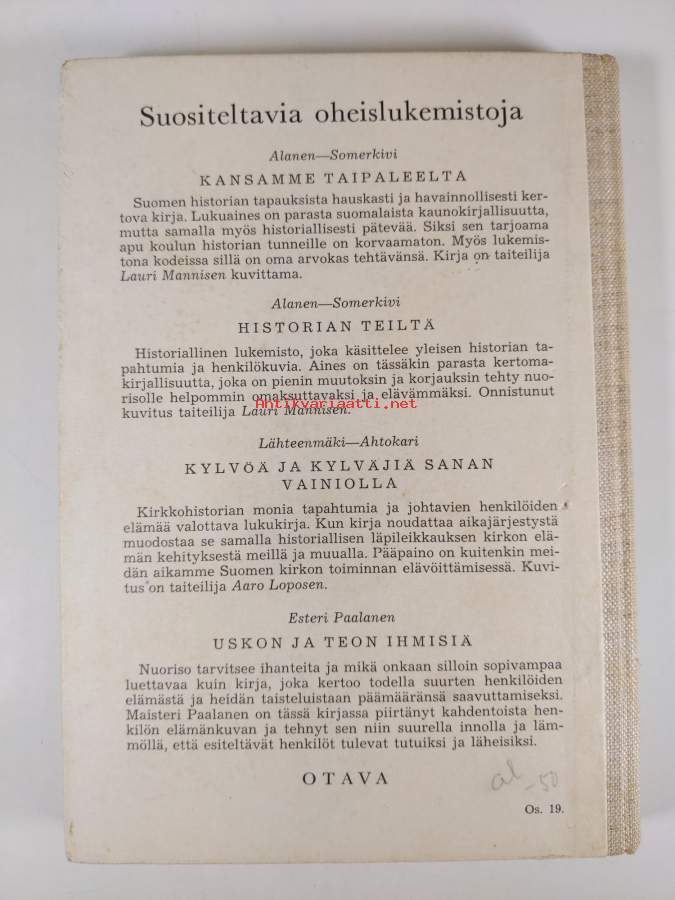 Suositeltavia oheislukemistoja
Alanen—Somerkivi
KANSAMME TAIPALEELTA
Suomen historian tapauksista hauskasti ja havainnollisesti ker-
tova kirja. Lukuaines on parasta suomalaista kaunokirjallisuutta,
mutta samalla myös historiallisesti pätevää. Siksi sen tarjoama
apu koulun historian tunneille on korvaamaton. Myös lukemis-
tona kodeissa sillä on oma arvokas tehtävänsä. Kirja on taiteilija
Lauri Mannisen kuvittama.
Alanen—Somerkivi
HISTORIAN TEILTÄ
Historiallinen lukemisto, joka käsittelee yleisen historian ta-
pahtumia ja henkilökuvia. Aines on tässäkin parasta kertoma-
kirjallisuutta, joka on pienin muutoksin ja korjauksin tehty nuo-
risolle helpommin omaksuttavaksi ja elävämmäksi. Onnistunut
kuvitus taiteilija Lauri Mannisen.
Antikvariaatti.net
Lähteenmäki—Ahtokari
KYLVÖÄ JA KYLVÄJIÄ SANAN
VAINIOLLA
Kirkkohistorian monia tapahtumia ja johtavien henkilöiden
elämää valottava lukukirja. Kun kirja noudattaa aikajärjestystä
muodostaa se samalla historiallisen läpileikkauksen kirkon elä-
män kehityksestä meillä ja muualla. Pääpaino on kuitenkin mei-
dän aikamme Suomen kirkon toiminnan elävöittämisessä. Kuvi-
tus on taiteilija Aaro Loposen.
Esteri Paalanen
USKON JA TEON IHMISIÄ
Nuoriso tarvitsee ihanteita ja mikä onkaan silloin sopivampaa
luettavaa kuin kirja, joka kertoo todella suurten henkilöiden
elämästä ja heidän taisteluistaan päämääränsä saavuttamiseksi.
Maisteri Paalanen on tässä kirjassa piirtänyt kahdentoista hen-
kilön elämänkuvan ja tehnyt sen niin suurella innolla ja läm-
möllä, että esiteltävät henkilöt tulevat tutuiksi ja läheisiksi.
OTAVA
al
-50
Os. 19.